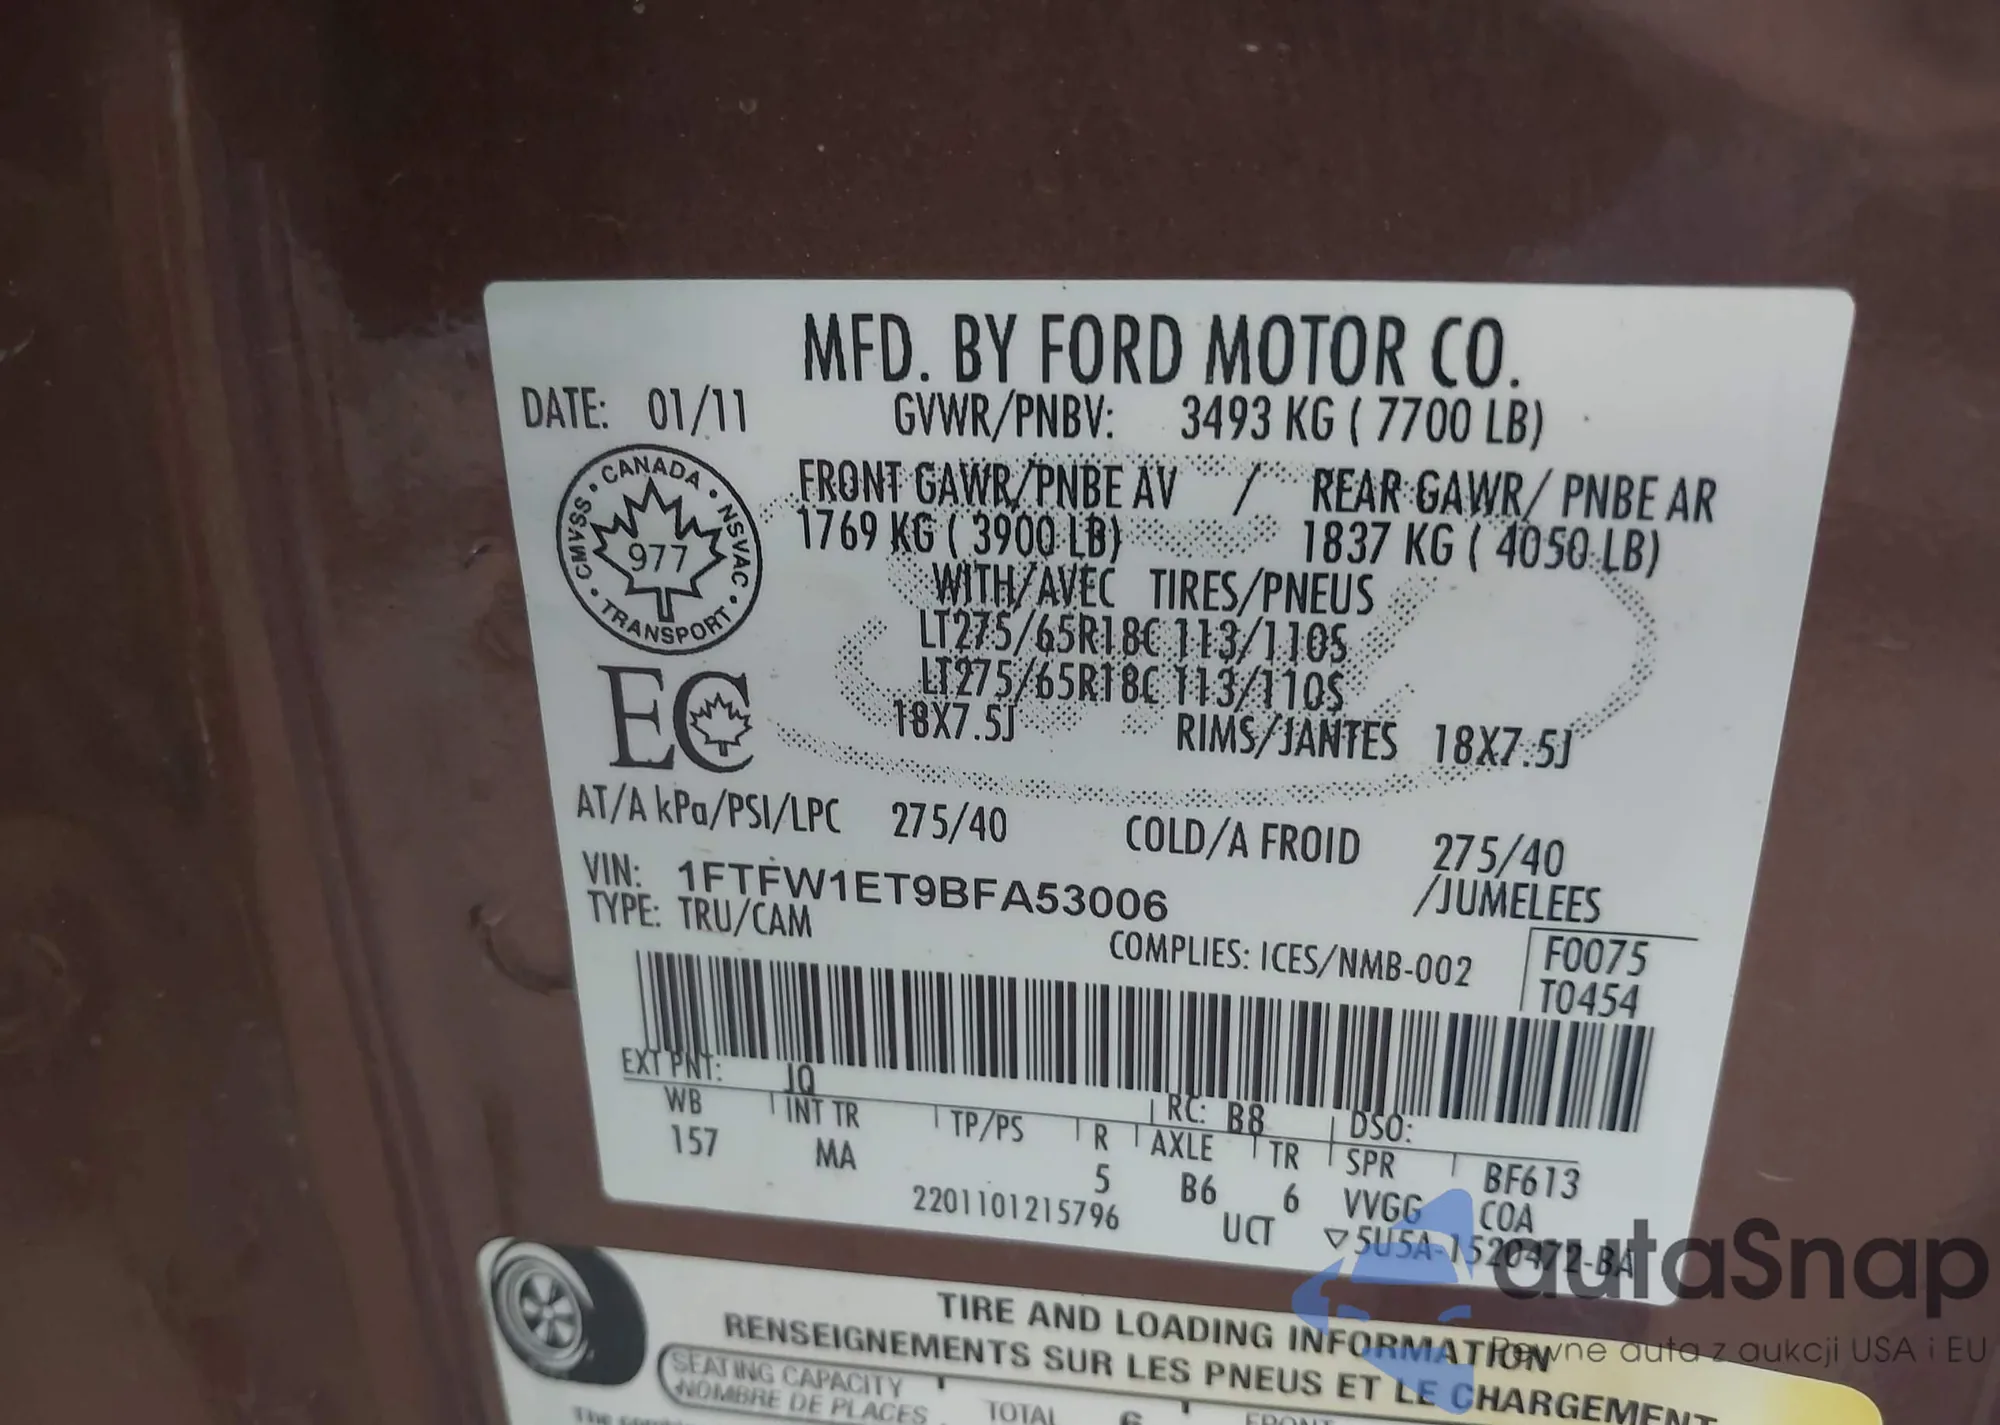 MFD. BY FORD MOTOR CO.
DATE: 01/11 GVWR/PNBV: 3493 KG ( 7700 LB)
FRONT GAWR/PNBE AV / REAR GAWR/ PNBE AR
1769 KG ( 3900 LB) 1837 KG ( 4050 LB)
WITH/AVEC TIRES/PNEUS
LT275/65R18C 113/110S
LT275/65R18C 113/110S
18X7.5J RIMS/JANTES 18X7.5J
CANADA • NSVAC • TRANSPORT • CMVSS •
977
EC
AT/A kPa/PSI/LPC 275/40 COLD/A FROID 275/40
VIN: 1FTFW1ET9BFA53006 /JUMELEES
TYPE: TRU/CAM
COMPLIES: ICES/NMB-002 F0075
T0454
EXT PNT: JQ RC: B8 DSO:
WB INT TR TP/PS R AXLE TR SPR BF613
157 MA 5 B6 6 VVGG COA
2201101215796 UCT ▽5U5A-1520472-BA
autaSnap
Pewne auta z aukcji USA i EU
TIRE AND LOADING INFORMATION
RENSEIGNEMENTS SUR LES PNEUS ET LE CHARGEMENT
SEATING CAPACITY
NOMBRE DE PLACES TOTAL 6 FRONT
The